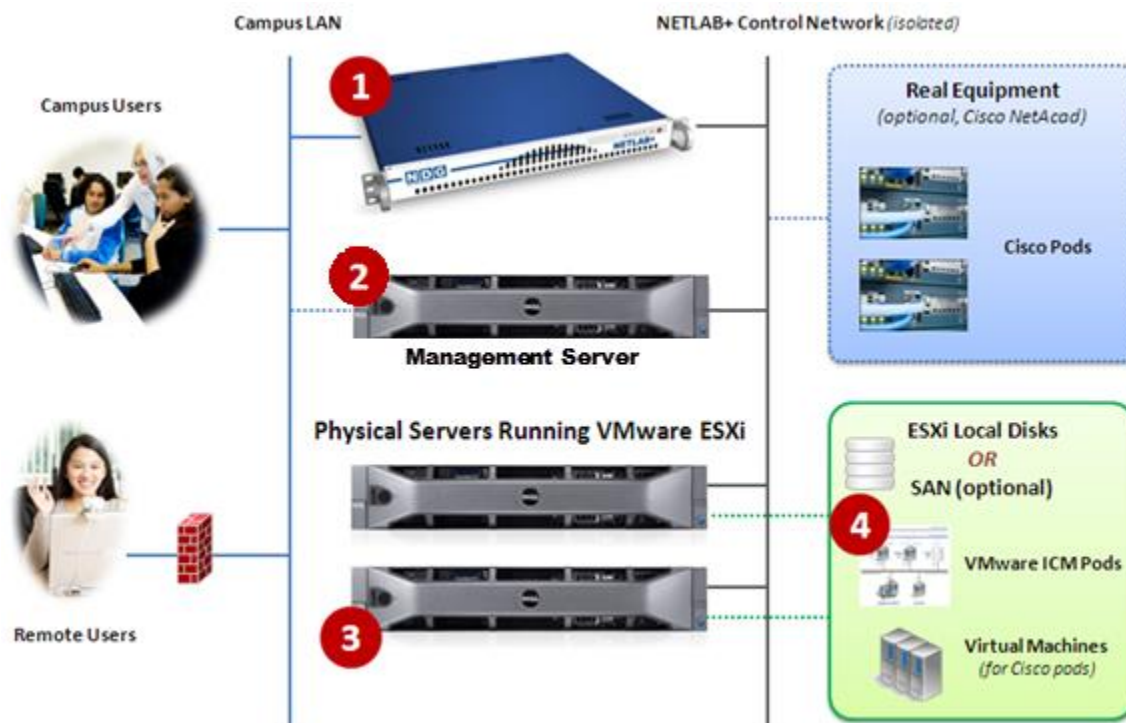 Campus LAN
NETLAB+ Control Network (isolated)
Campus Users
1
NDG
NETLAB+
Real Equipment
(optional, Cisco NetAcad)
Cisco Pods
2
Management Server
Physical Servers Running VMware ESXi
Remote Users
3
ESXi Local Disks
OR
SAN (optional)
4
VMware ICM Pods
Virtual Machines
(for Cisco pods)